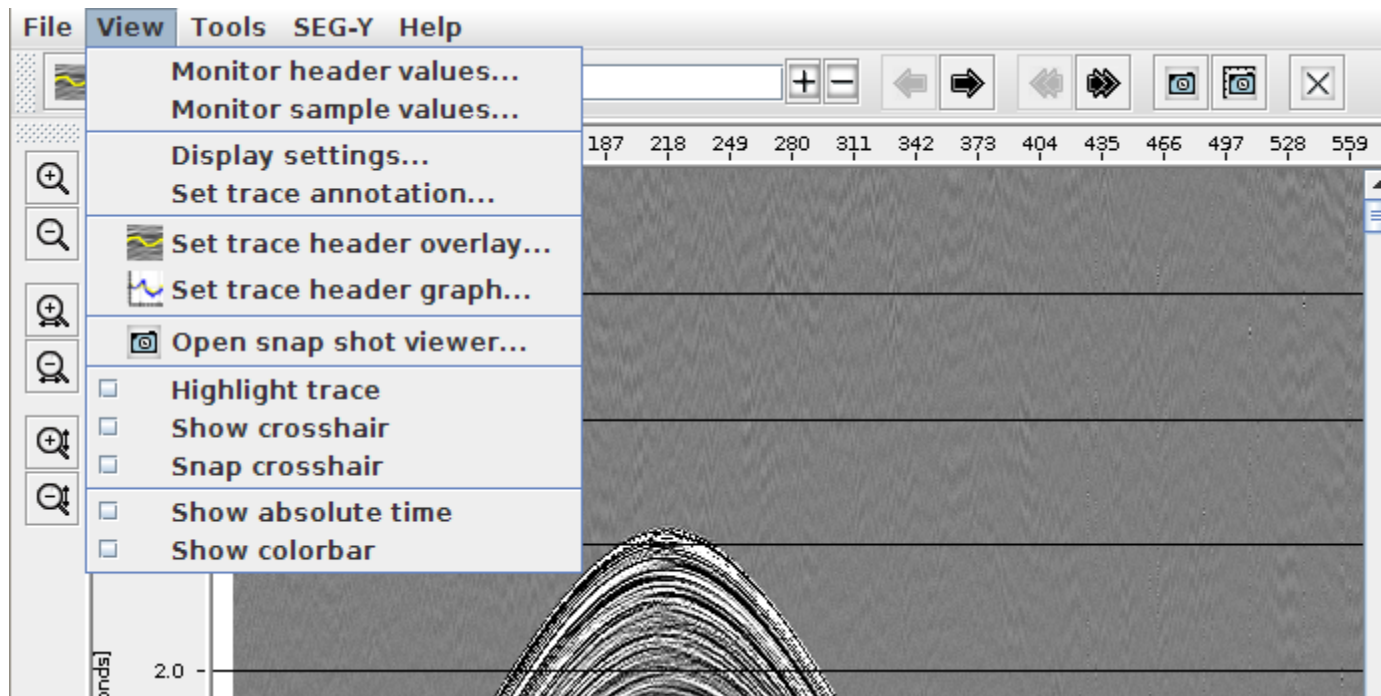 File View Tools SEG-Y Help
Monitor header values...
Monitor sample values...
187 218 249 280 311 342 373 404 435 466 497 528 559
Display settings...
Set trace annotation...
Set trace header overlay...
Set trace header graph...
Open snap shot viewer...
Highlight trace
Show crosshair
Snap crosshair
Show absolute time
Show colorbar
2.0